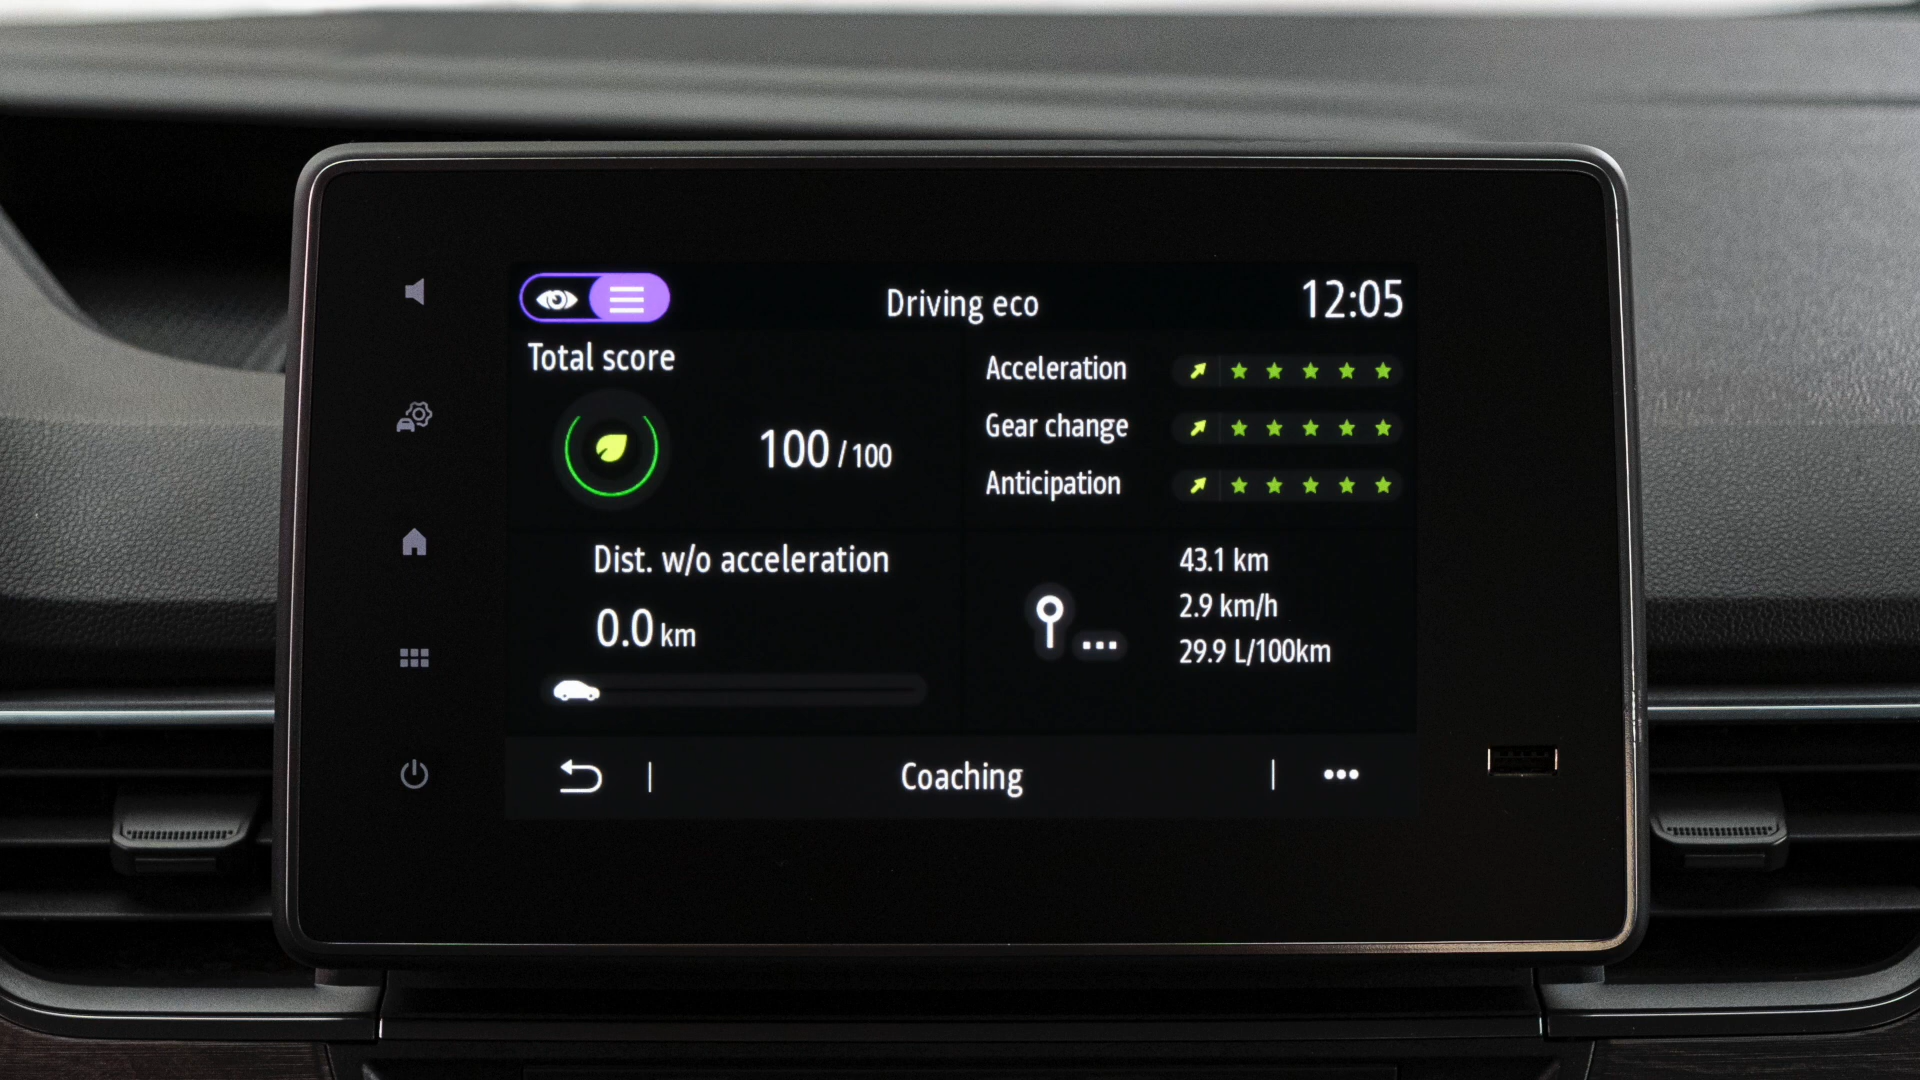 Driving eco
12:05
Total score
100/100
Acceleration
Gear change
Anticipation
Dist. w/o acceleration
0.0 km
43.1 km
2.9 km/h
29.9 L/100km
Coaching